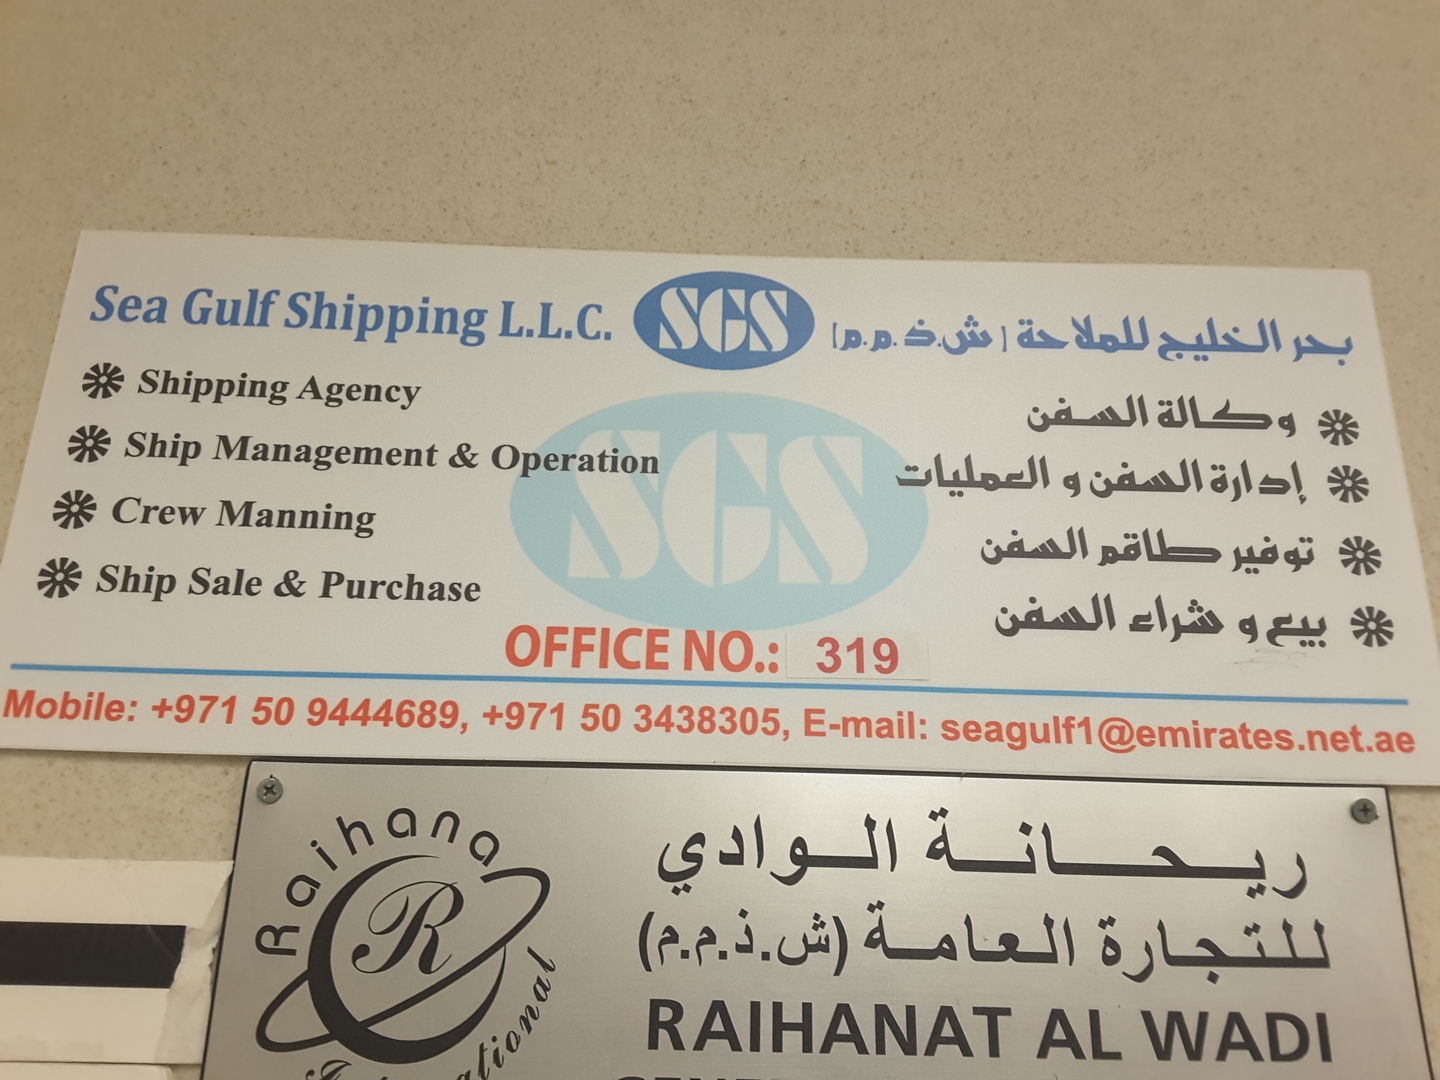 Sea Gulf Shipping L.L.C.
SGS
بحر الخليج للملاحة (ش.ذ.م.م)
Shipping Agency
Ship Management & Operation
Crew Manning
Ship Sale & Purchase
SGS
وكالة السفن
إدارة السفن و العمليات
توفير طاقم السفن
بيع و شراء السفن
OFFICE NO.: 319
Mobile: +971 50 9444689, +971 50 3438305, E-mail: seagulf1@emirates.net.ae
Raihana
R
ريحانة الوادي
للتجارة العامة (ش.ذ.م.م)
RAIHANAT AL WADI